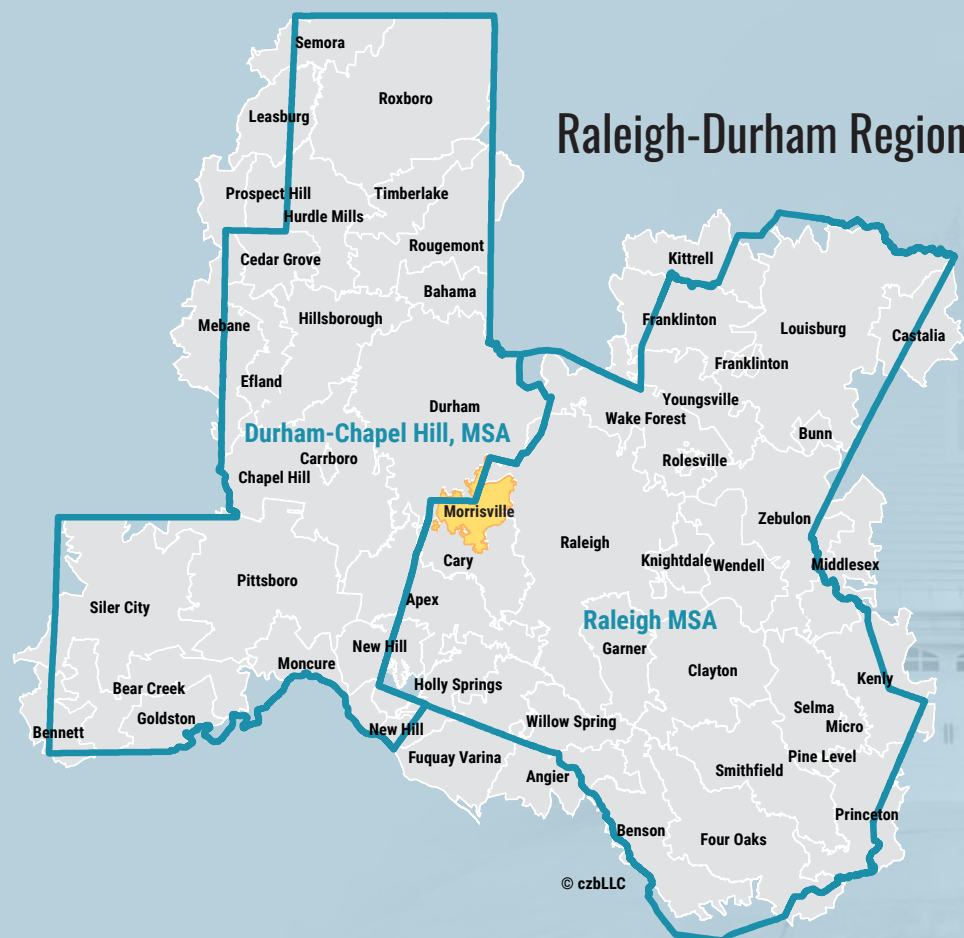 Raleigh-Durham Region
Semora
Roxboro
Leasburg
Prospect Hill
Timberlake
Hurdle Mills
Rougemont
Cedar Grove
Kittrell
Bahama
Hillsborough
Mebane
Franklinton
Louisburg
Castalia
Franklinton
Efland
Youngsville
Durham
Wake Forest
Durham-Chapel Hill, MSA
Bunn
Carrboro
Rolesville
Chapel Hill
Morrisville
Zebulon
Raleigh
Cary
Knightdale
Wendell
Middlesex
Pittsboro
Siler City
Apex
Raleigh MSA
New Hill
Garner
Moncure
Clayton
Kenly
Bear Creek
Holly Springs
Selma
Goldston
Willow Spring
Micro
Bennett
New Hill
Fuquay Varina
Pine Level
Angier
Smithfield
Princeton
Benson
Four Oaks
© czbLLC